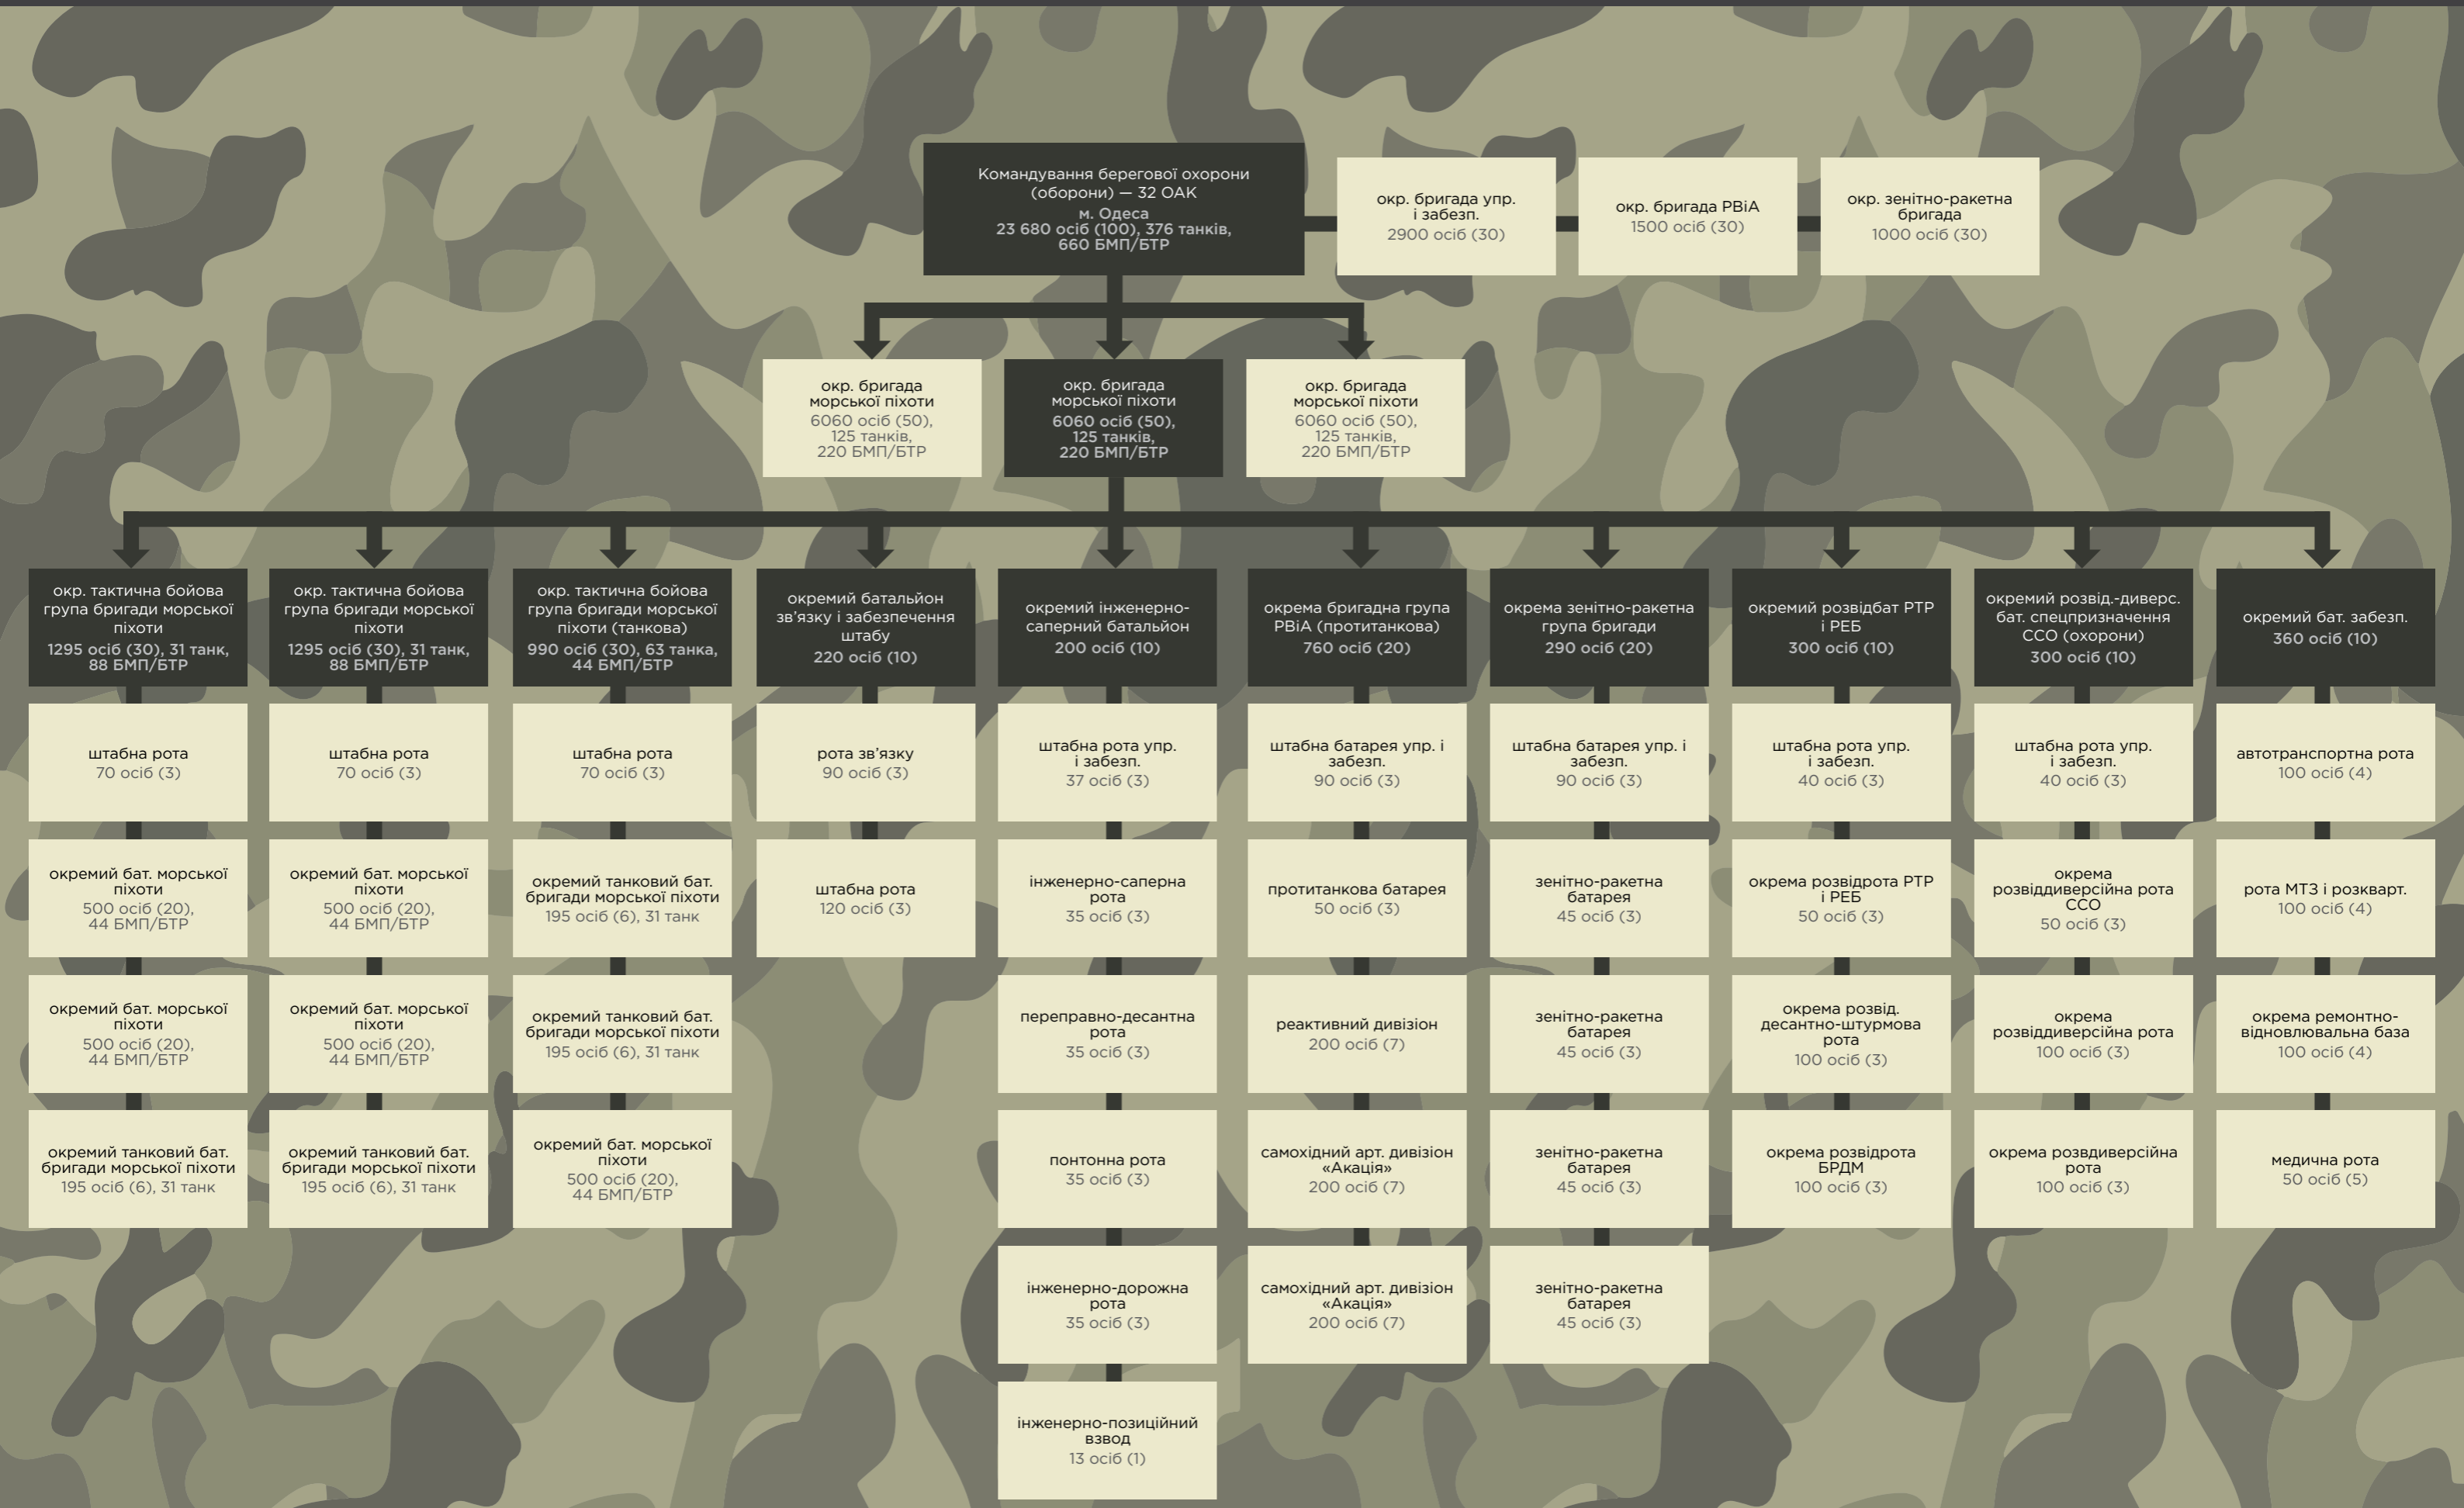 Командування берегової охорони
(оборони) — 32 ОАК
м. Одеса
23 680 осіб (100), 376 танків,
660 БМП/БТР
окр. бригада упр.
і забезп.
2900 осіб (30)
окр. бригада РВіА
1500 осіб (30)
окр. зенітно-ракетна
бригада
1000 осіб (30)
окр. бригада
морської піхоти
6060 осіб (50),
125 танків,
220 БМП/БТР
окр. бригада
морської піхоти
6060 осіб (50),
125 танків,
220 БМП/БТР
окр. бригада
морської піхоти
6060 осіб (50),
125 танків,
220 БМП/БТР
окр. тактична бойова
група бригади морської
піхоти
1295 осіб (30), 31 танк,
88 БМП/БТР
штабна рота
70 осіб (3)
окремий бат. морської
піхоти
500 осіб (20),
44 БМП/БТР
окремий бат. морської
піхоти
500 осіб (20),
44 БМП/БТР
окремий танковий бат.
бригади морської піхоти
195 осіб (6), 31 танк
окр. тактична бойова
група бригади морської
піхоти
1295 осіб (30), 31 танк,
88 БМП/БТР
штабна рота
70 осіб (3)
окремий бат. морської
піхоти
500 осіб (20),
44 БМП/БТР
окремий бат. морської
піхоти
500 осіб (20),
44 БМП/БТР
окремий танковий бат.
бригади морської піхоти
195 осіб (6), 31 танк
окр. тактична бойова
група бригади морської
піхоти (танкова)
990 осіб (30), 63 танка,
44 БМП/БТР
штабна рота
70 осіб (3)
окремий танковий бат.
бригади морської піхоти
195 осіб (6), 31 танк
окремий танковий бат.
бригади морської піхоти
195 осіб (6), 31 танк
окремий бат. морської
піхоти
500 осіб (20),
44 БМП/БТР
окремий батальйон
зв’язку і забезпечення
штабу
220 осіб (10)
рота зв’язку
90 осіб (3)
штабна рота
120 осіб (3)
окремий інженерно-
саперний батальйон
200 осіб (10)
штабна рота упр.
і забезп.
37 осіб (3)
інженерно-саперна
рота
35 осіб (3)
переправно-десантна
рота
35 осіб (3)
понтонна рота
35 осіб (3)
інженерно-дорожна
рота
35 осіб (3)
інженерно-позиційний
взвод
13 осіб (1)
окрема бригадна група
РВіА (протитанкова)
760 осіб (20)
штабна батарея упр. і
забезп.
90 осіб (3)
протитанкова батарея
50 осіб (3)
реактивний дивізіон
200 осіб (7)
самохідний арт. дивізіон
«Акація»
200 осіб (7)
самохідний арт. дивізіон
«Акація»
200 осіб (7)
окрема зенітно-ракетна
група бригади
290 осіб (20)
штабна батарея упр. і
забезп.
90 осіб (3)
зенітно-ракетна
батарея
45 осіб (3)
зенітно-ракетна
батарея
45 осіб (3)
зенітно-ракетна
батарея
45 осіб (3)
зенітно-ракетна
батарея
45 осіб (3)
окремий розвідбат РТР
і РЕБ
300 осіб (10)
штабна рота упр.
і забезп.
40 осіб (3)
окрема розвідрота РТР
і РЕБ
50 осіб (3)
окрема розвід.
десантно-штурмова
рота
100 осіб (3)
окрема розвідрота
БРДМ
100 осіб (3)
окремий розвід.-диверс.
бат. спецпризначення
ССО (охорони)
300 осіб (10)
штабна рота упр.
і забезп.
40 осіб (3)
окрема
розвіддиверсійна рота
ССО
50 осіб (3)
окрема
розвіддиверсійна рота
100 осіб (3)
окрема розвдиверсійна
рота
100 осіб (3)
окремий бат. забезп.
360 осіб (10)
автотранспортна рота
100 осіб (4)
рота МТЗ і розкварт.
100 осіб (4)
окрема ремонтно-
відновлювальна база
100 осіб (4)
медична рота
50 осіб (5)